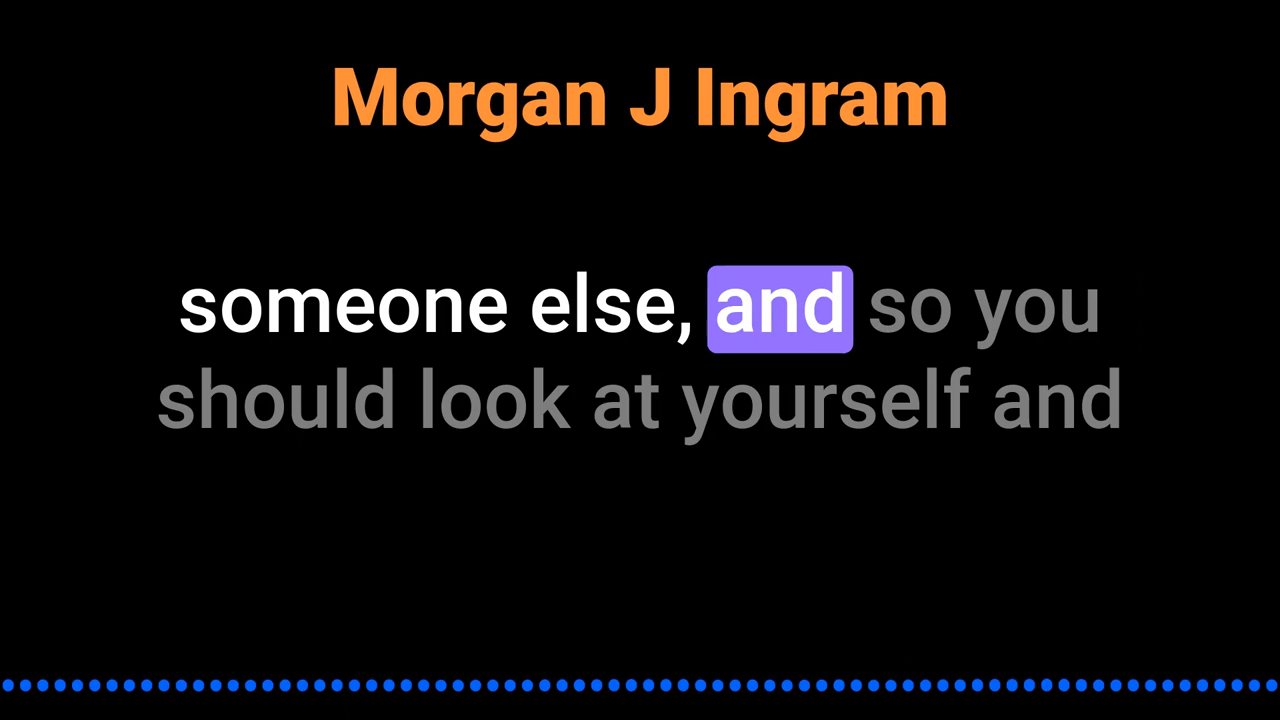 Morgan J Ingram
someone else, and so you
should look at yourself and